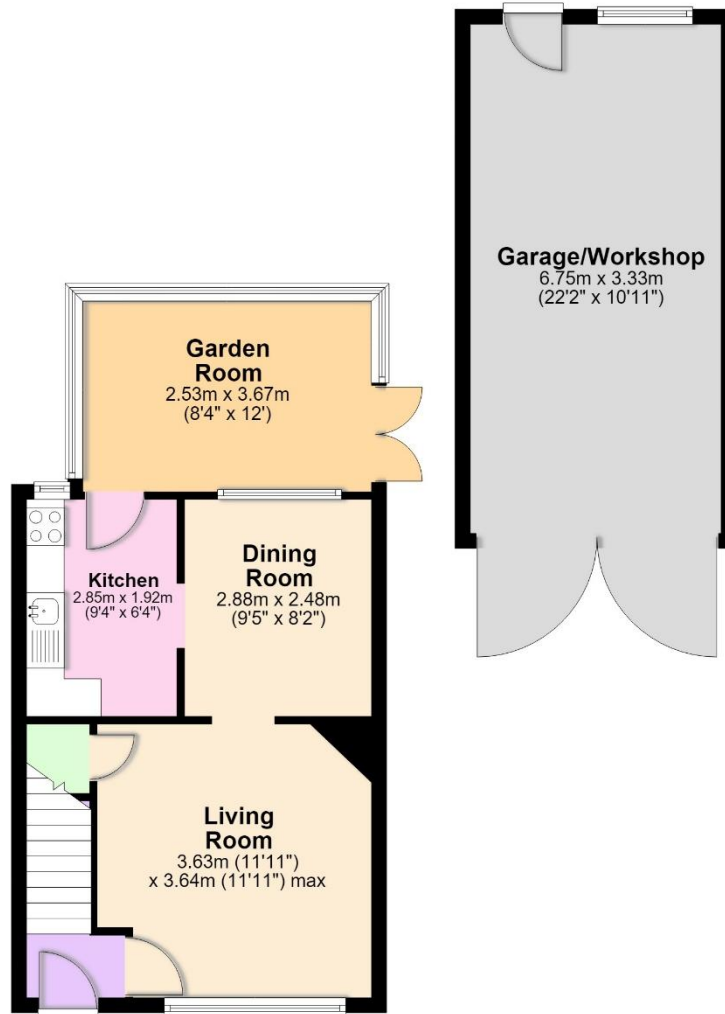 Garage/Workshop
6.75m x 3.33m
(22'2" x 10'11")
Garden
Room
2.53m x 3.67m
(8'4" x 12')
Kitchen
2.85m x 1.92m
(9'4" x 6'4")
Dining
Room
2.88m x 2.48m
(9'5" x 8'2")
Living
Room
3.63m (11'11")
x 3.64m (11'11") max